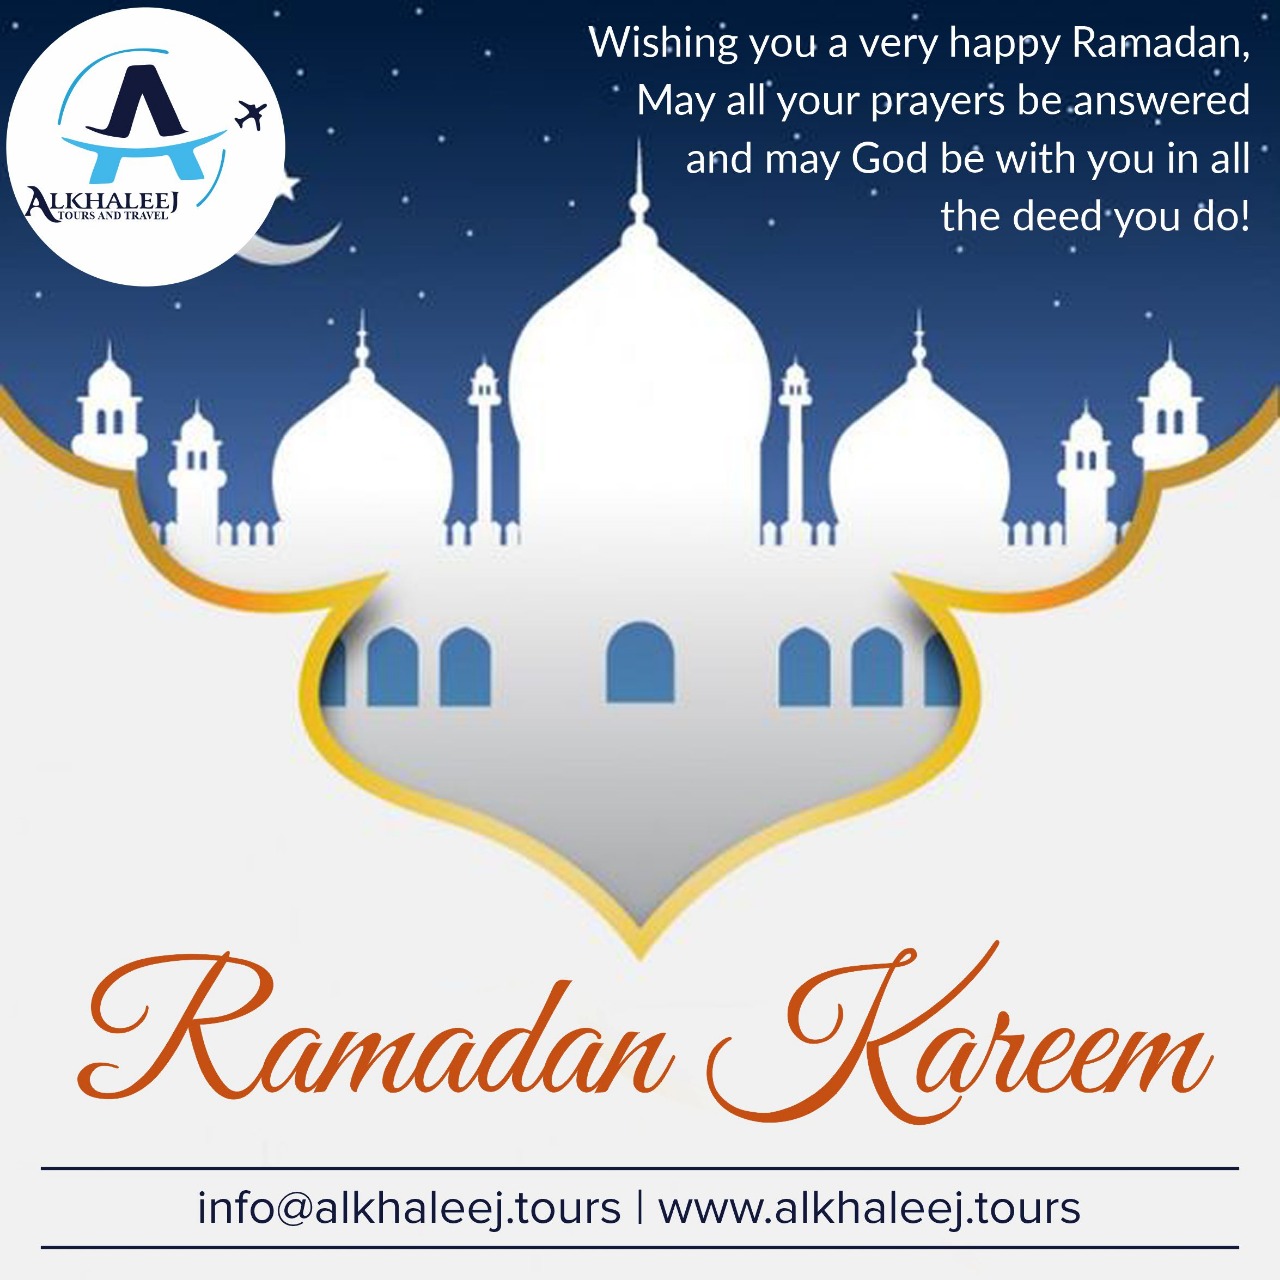 ALKHALEEJ
TOURS AND TRAVEL
Wishing you a very happy Ramadan,
May all your prayers be answered
and may God be with you in all
the deed you do!
Ramadan Kareem
info@alkhaleej.tours | www.alkhaleej.tours